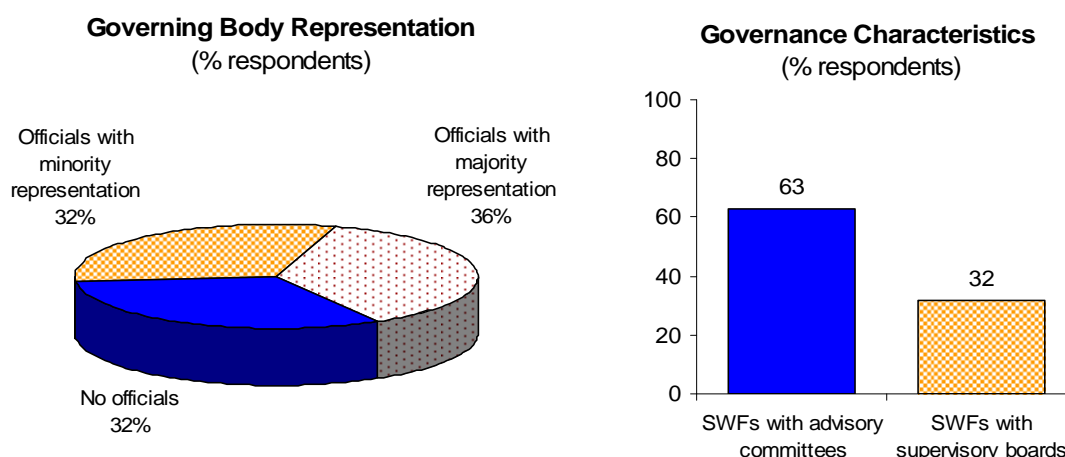 Governing Body Representation
(% respondents)
Officials with
minority
representation
32%
Officials with
majority
representation
36%
No officials
32%
Governance Characteristics
(% respondents)
100
80
60
40
20
0
63
32
SWFs with advisory
committees
SWFs with
supervisory boards